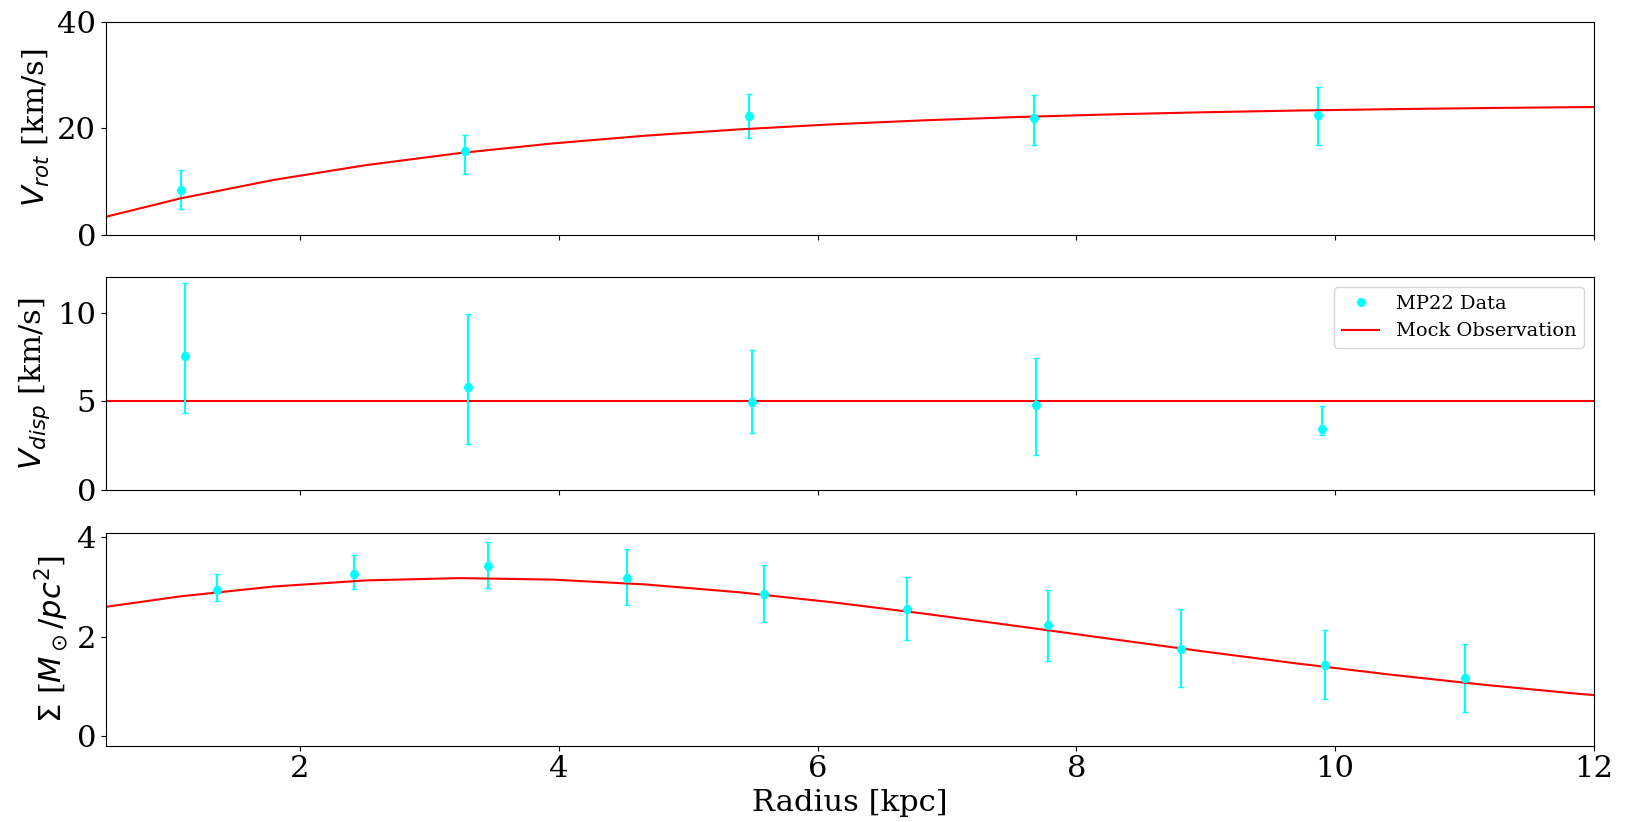 40
20
0
V_rot [km/s]
10
5
0
V_disp [km/s]
MP22 Data
Mock Observation
4
2
0
Σ [M_⊙/pc²]
2 4 6 8 10 12
Radius [kpc]